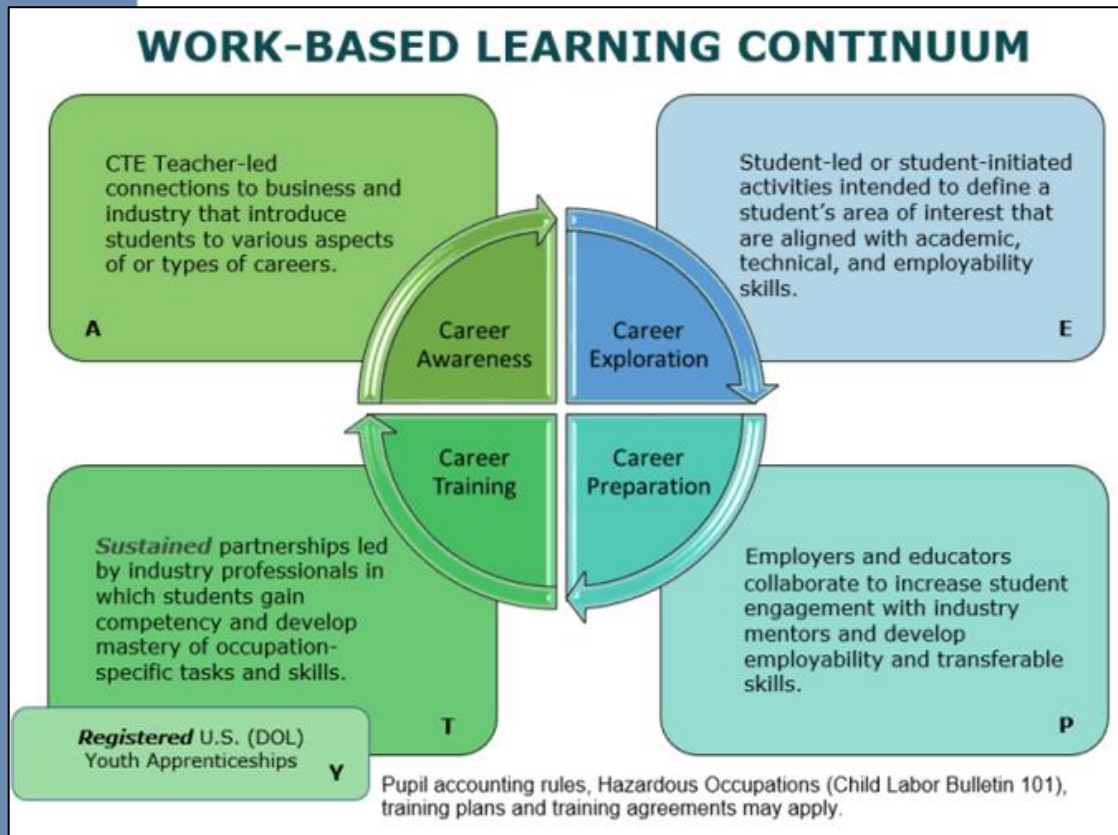 WORK-BASED LEARNING CONTINUUM
CTE Teacher-led
connections to business and
industry that introduce
students to various aspects
of or types of careers.
A
Student-led or student-initiated
activities intended to define a
student's area of interest that
are aligned with academic,
technical, and employability
skills.
E
Career
Awareness
Career
Exploration
Career
Training
Career
Preparation
Sustained partnerships led
by industry professionals in
which students gain
competency and develop
mastery of occupation-
specific tasks and skills.
T
Employers and educators
collaborate to increase student
engagement with industry
mentors and develop
employability and transferable
skills.
P
Registered U.S. (DOL)
Youth Apprenticeships
Y
Pupil accounting rules, Hazardous Occupations (Child Labor Bulletin 101),
training plans and training agreements may apply.